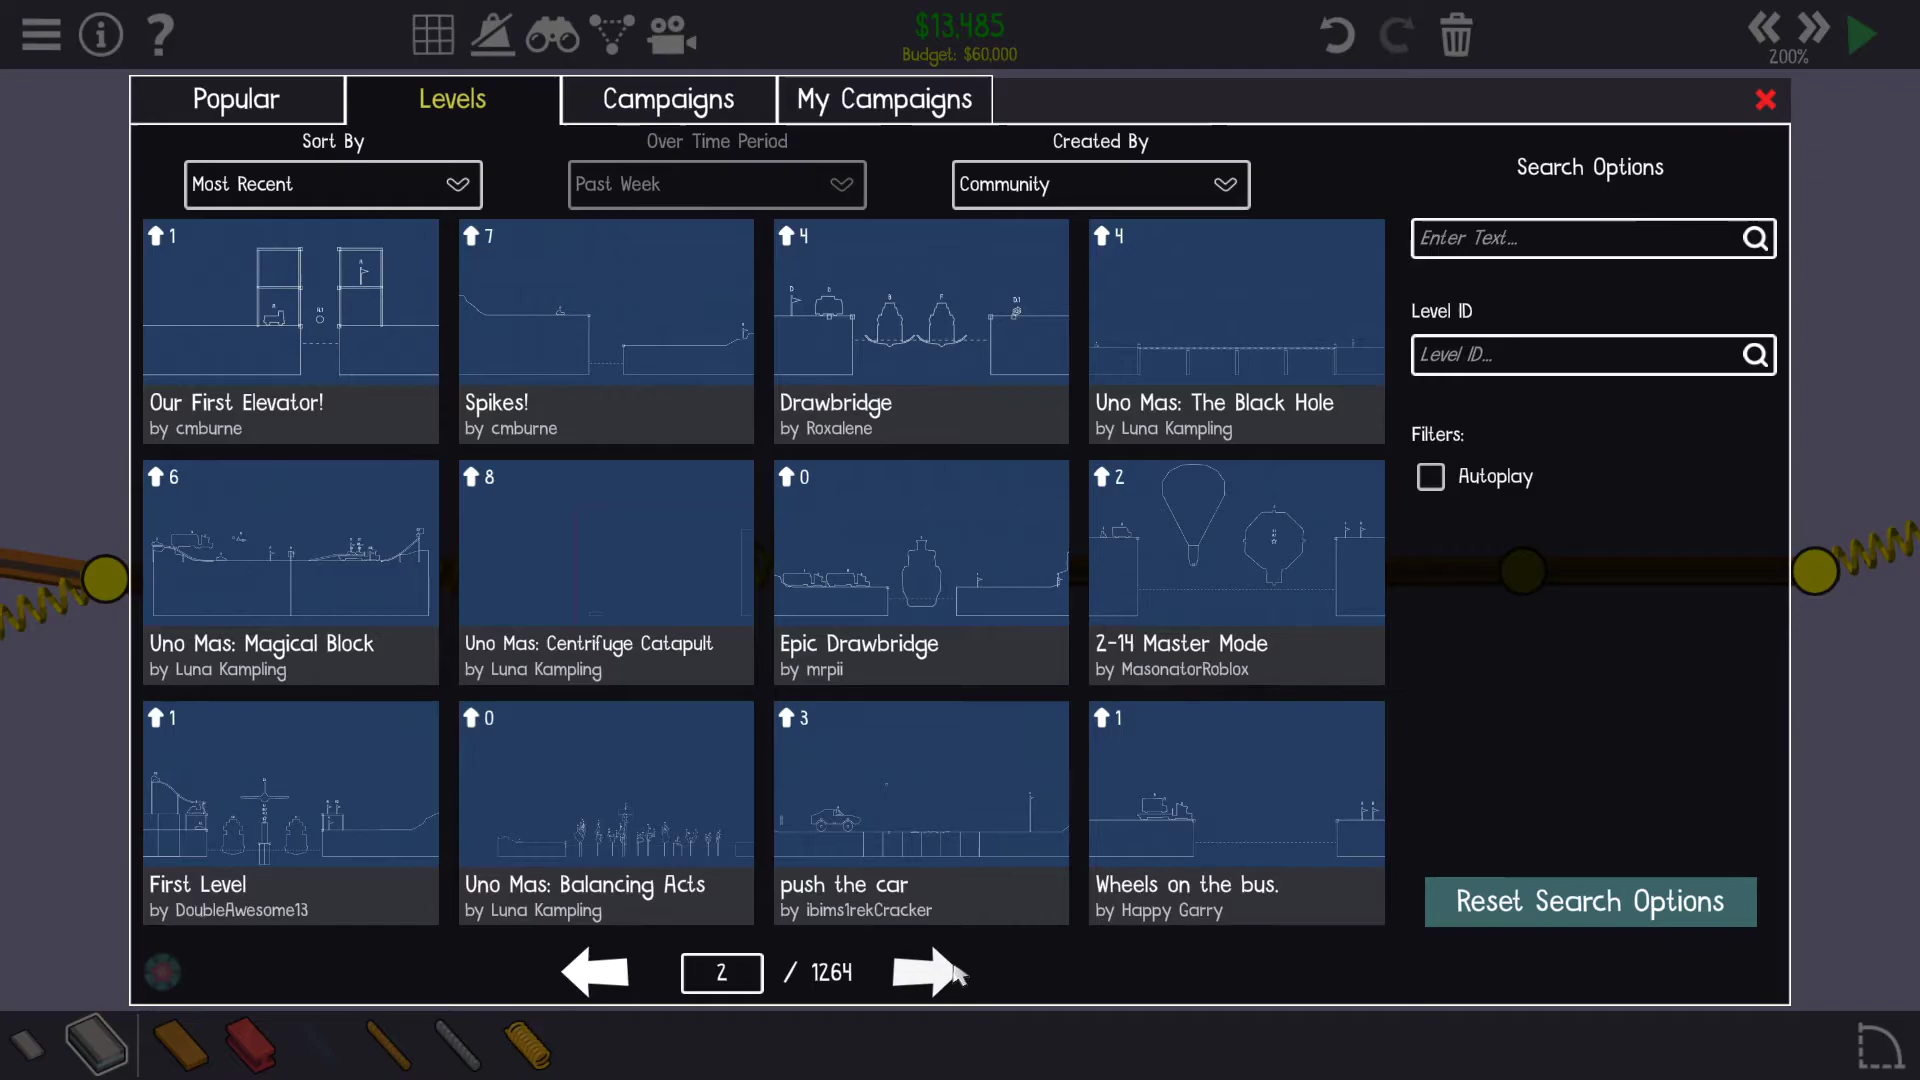 $13,485
Budget: $60,000
200%
Popular
Levels
Campaigns
My Campaigns
Sort By
Over Time Period
Created By
Search Options
Most Recent
Past Week
Community
Enter Text...
Level ID
Level ID...
Filters:
Autoplay
1
7
4
4
Our First Elevator!
by cmburne
Spikes!
by cmburne
Drawbridge
by Roxalene
Uno Mas: The Black Hole
by Luna Kampling
6
8
0
2
Uno Mas: Magical Block
by Luna Kampling
Uno Mas: Centrifuge Catapult
by Luna Kampling
Epic Drawbridge
by mrpii
2-14 Master Mode
by MasonatorRoblox
1
0
3
1
First Level
by DoubleAwesome13
Uno Mas: Balancing Acts
by Luna Kampling
push the car
by ibims1rekCracker
Wheels on the bus.
by Happy Garry
Reset Search Options
2 / 1264